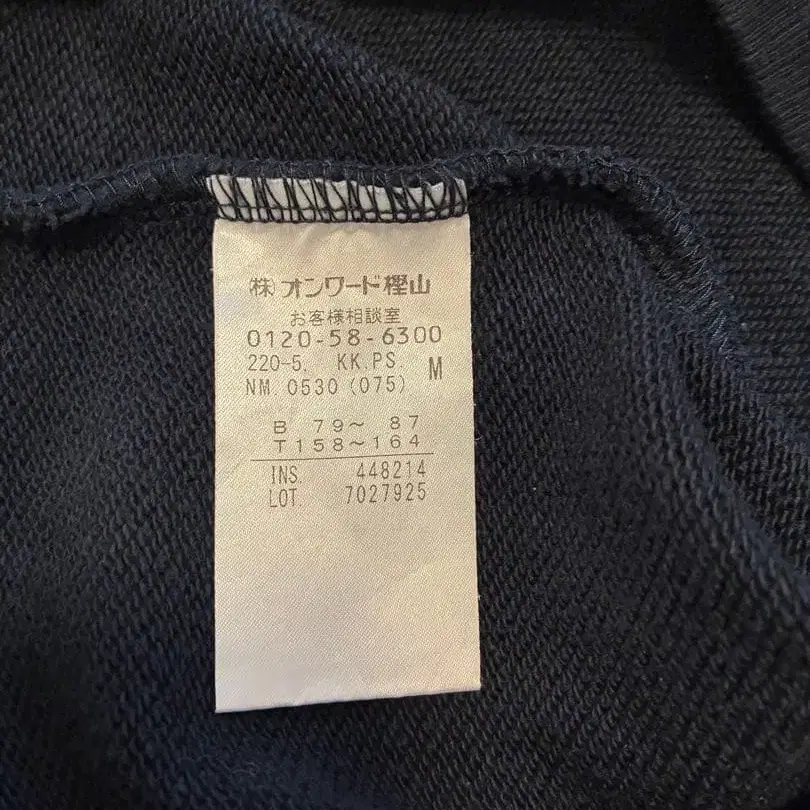 ㈱オンワード樫山
お客様相談室
0120-58-6300
220-5. KK.PS. M
NM. 0530 (075)
B 79～ 87
T158～164
INS. 448214
LOT. 7027925